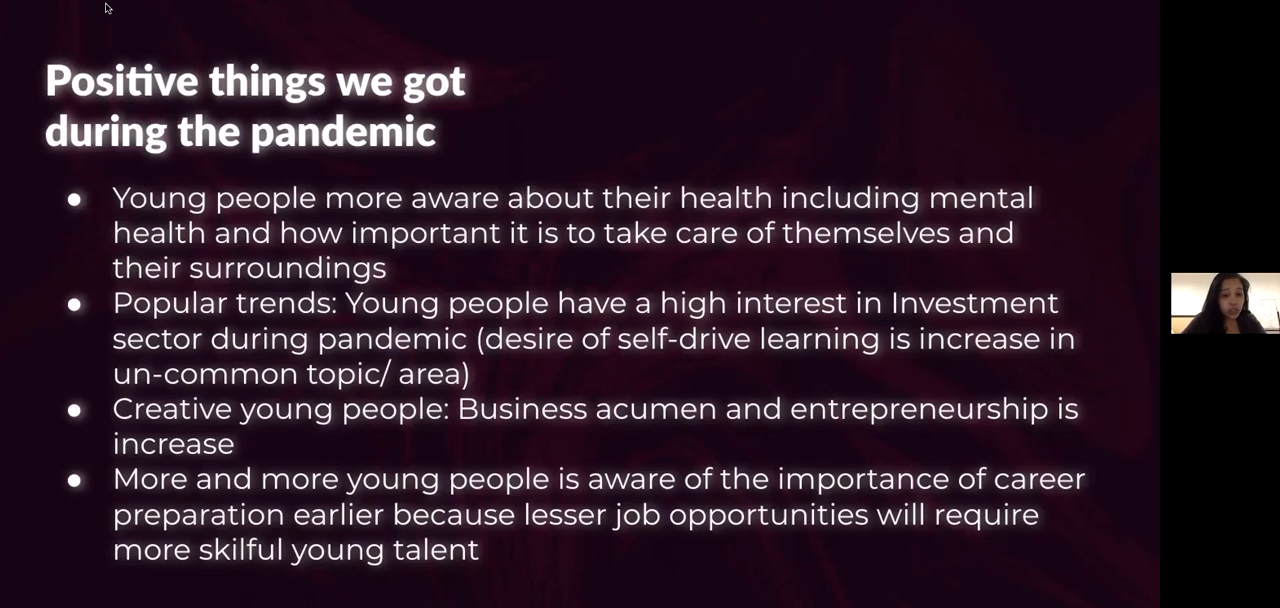 Positive things we got
during the pandemic
● Young people more aware about their health including mental
health and how important it is to take care of themselves and
their surroundings
● Popular trends: Young people have a high interest in Investment
sector during pandemic (desire of self-drive learning is increase in
un-common topic/ area)
● Creative young people: Business acumen and entrepreneurship is
increase
● More and more young people is aware of the importance of career
preparation earlier because lesser job opportunities will require
more skilful young talent